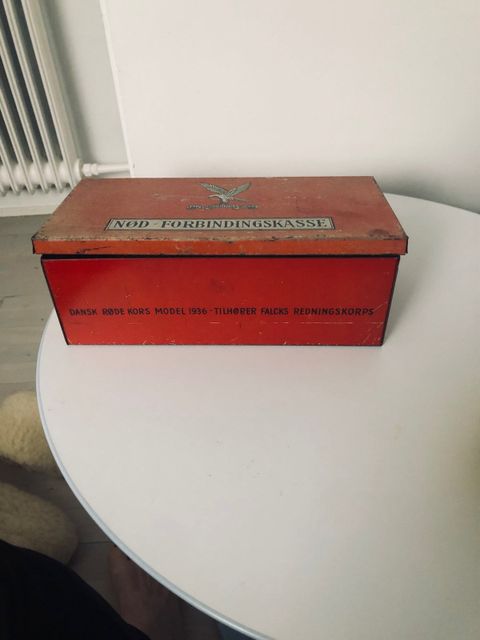 NØD-FORBINDINGSKASSE
DANSK RØDE KORS MODEL 1936 - TILHØRER FALCKS REDNINGSKORPS